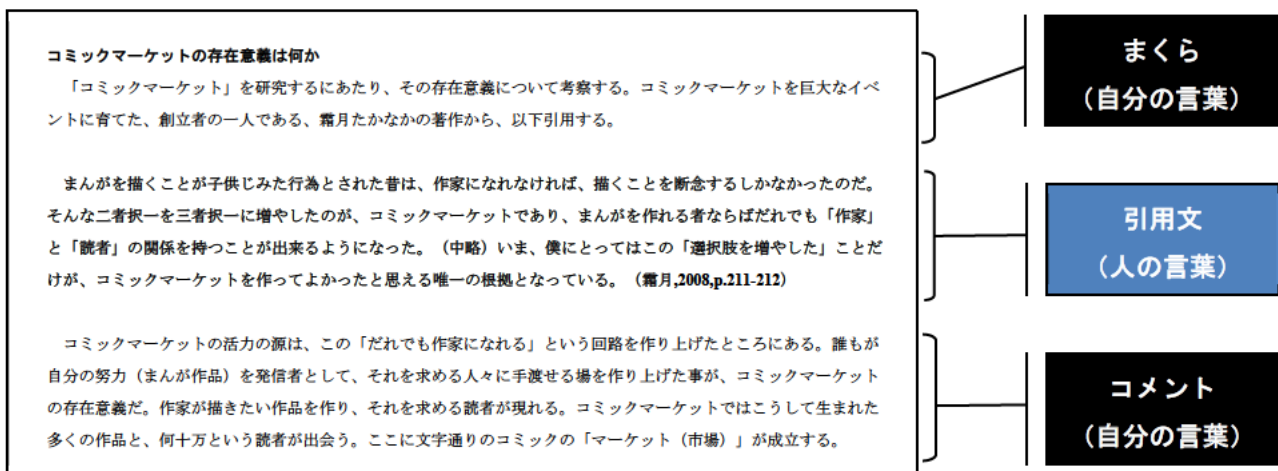 コミックマーケットの存在意義は何か
「コミックマーケット」を研究するにあたり、その存在意義について考察する。コミックマーケットを巨大なイベ
ントに育てた、創立者の一人である、霜月たかなかの著作から、以下引用する。
まんがを描くことが子供じみた行為とされた昔は、作家になれなければ、描くことを断念するしかなかったのだ。
そんな二者択一を三者択一に増やしたのが、コミックマーケットであり、まんがを作れる者ならばだれでも「作家」
と「読者」の関係を持つことが出来るようになった。（中略）いま、僕にとってはこの「選択肢を増やした」ことだ
けが、コミックマーケットを作ってよかったと思える唯一の根拠となっている。（霜月,2008,p.211-212）
コミックマーケットの活力の源は、この「だれでも作家になれる」という回路を作り上げたところにある。誰もが
自分の努力（まんが作品）を発信者として、それを求める人々に手渡せる場を作り上げた事が、コミックマーケット
の存在意義だ。作家が描きたい作品を作り、それを求める読者が現れる。コミックマーケットではこうして生まれた
多くの作品と、何十万という読者が出会う。ここに文字通りのコミックの「マーケット（市場）」が成立する。
まくら
（自分の言葉）
引用文
（人の言葉）
コメント
（自分の言葉）